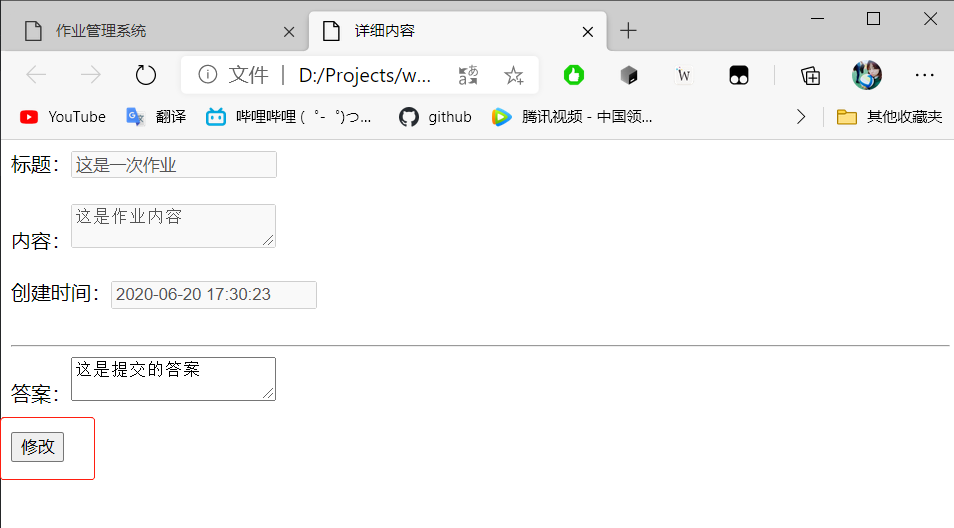 作业管理系统
详细内容
文件 | D:/Projects/w...
YouTube
翻译
哔哩哔哩 ( ゜- ゜)つ...
github
腾讯视频 - 中国领...
其他收藏夹
标题：这是一次作业
内容：这是作业内容
创建时间：2020-06-20 17:30:23
答案：这是提交的答案
修改